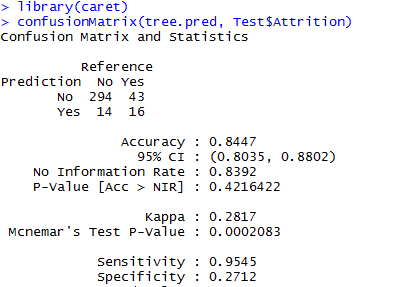 > library(caret)
> confusionMatrix(tree.pred, Test$Attrition)
Confusion Matrix and Statistics
Reference
Prediction No Yes
No 294 43
Yes 14 16
Accuracy : 0.8447
95% CI : (0.8035, 0.8802)
No Information Rate : 0.8392
P-Value [Acc > NIR] : 0.4216422
Kappa : 0.2817
Mcnemar's Test P-Value : 0.0002083
Sensitivity : 0.9545
Specificity : 0.2712